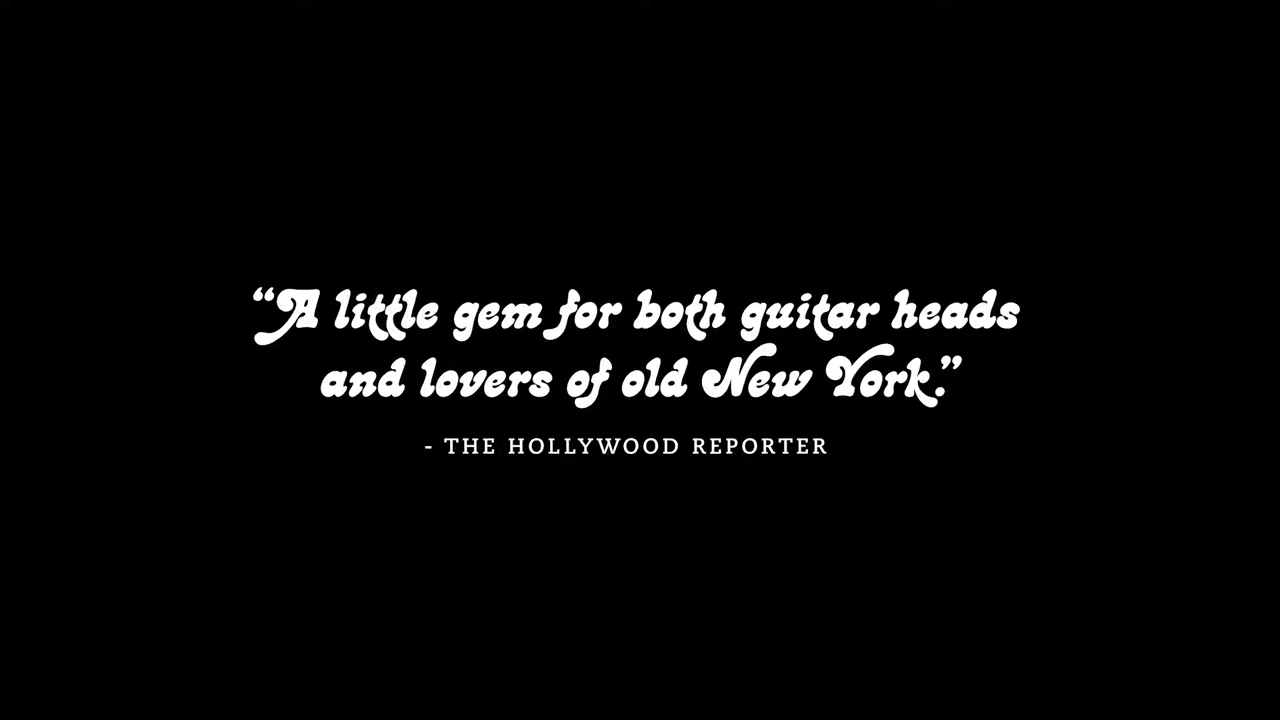 “A little gem for both guitar heads
and lovers of old New York.”
- THE HOLLYWOOD REPORTER